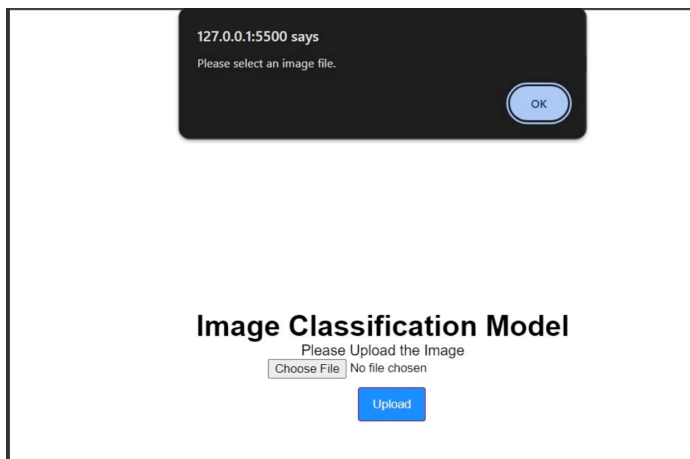 127.0.0.1:5500 says
Please select an image file.
OK
Image Classification Model
Please Upload the Image
Choose File No file chosen
Upload